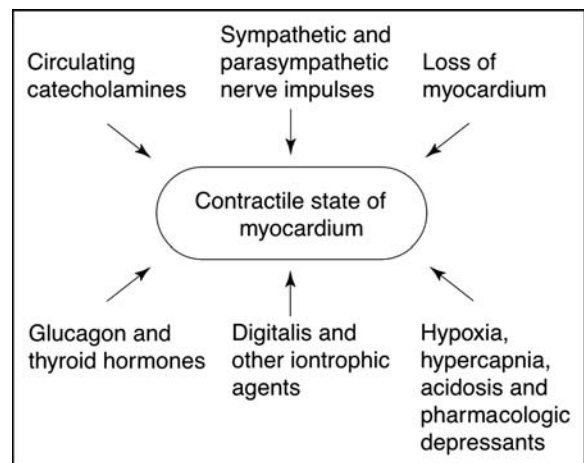 Circulating
catecholamines
Sympathetic and
parasympathetic
nerve impulses
Loss of
myocardium
Contractile state of
myocardium
Glucagon and
thyroid hormones
Digitalis and
other iontrophic
agents
Hypoxia,
hypercapnia,
acidosis and
pharmacologic
depressants